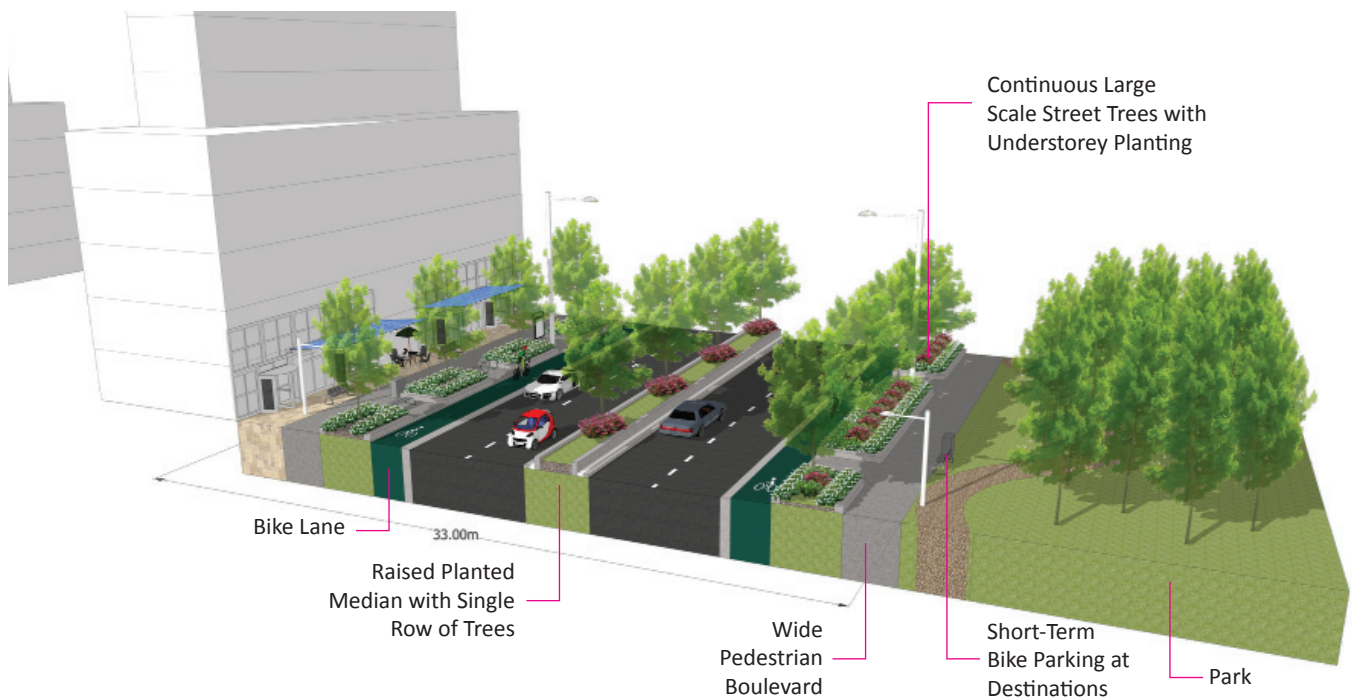 Continuous Large
Scale Street Trees with
Understorey Planting
Bike Lane
33.00m
Raised Planted
Median with Single
Row of Trees
Wide
Pedestrian
Boulevard
Short-Term
Bike Parking at
Destinations
Park